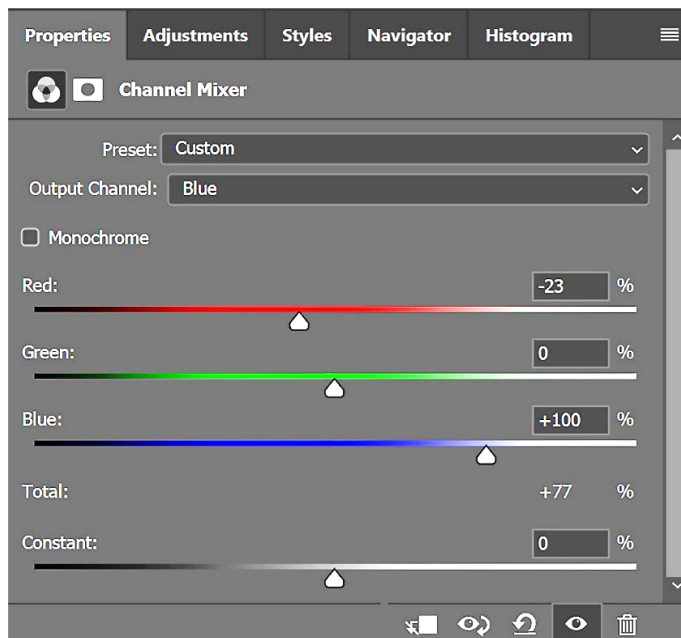 Properties Adjustments Styles Navigator Histogram
Channel Mixer
Preset: Custom
Output Channel: Blue
Monochrome
Red: -23 %
Green: 0 %
Blue: +100 %
Total: +77 %
Constant: 0 %